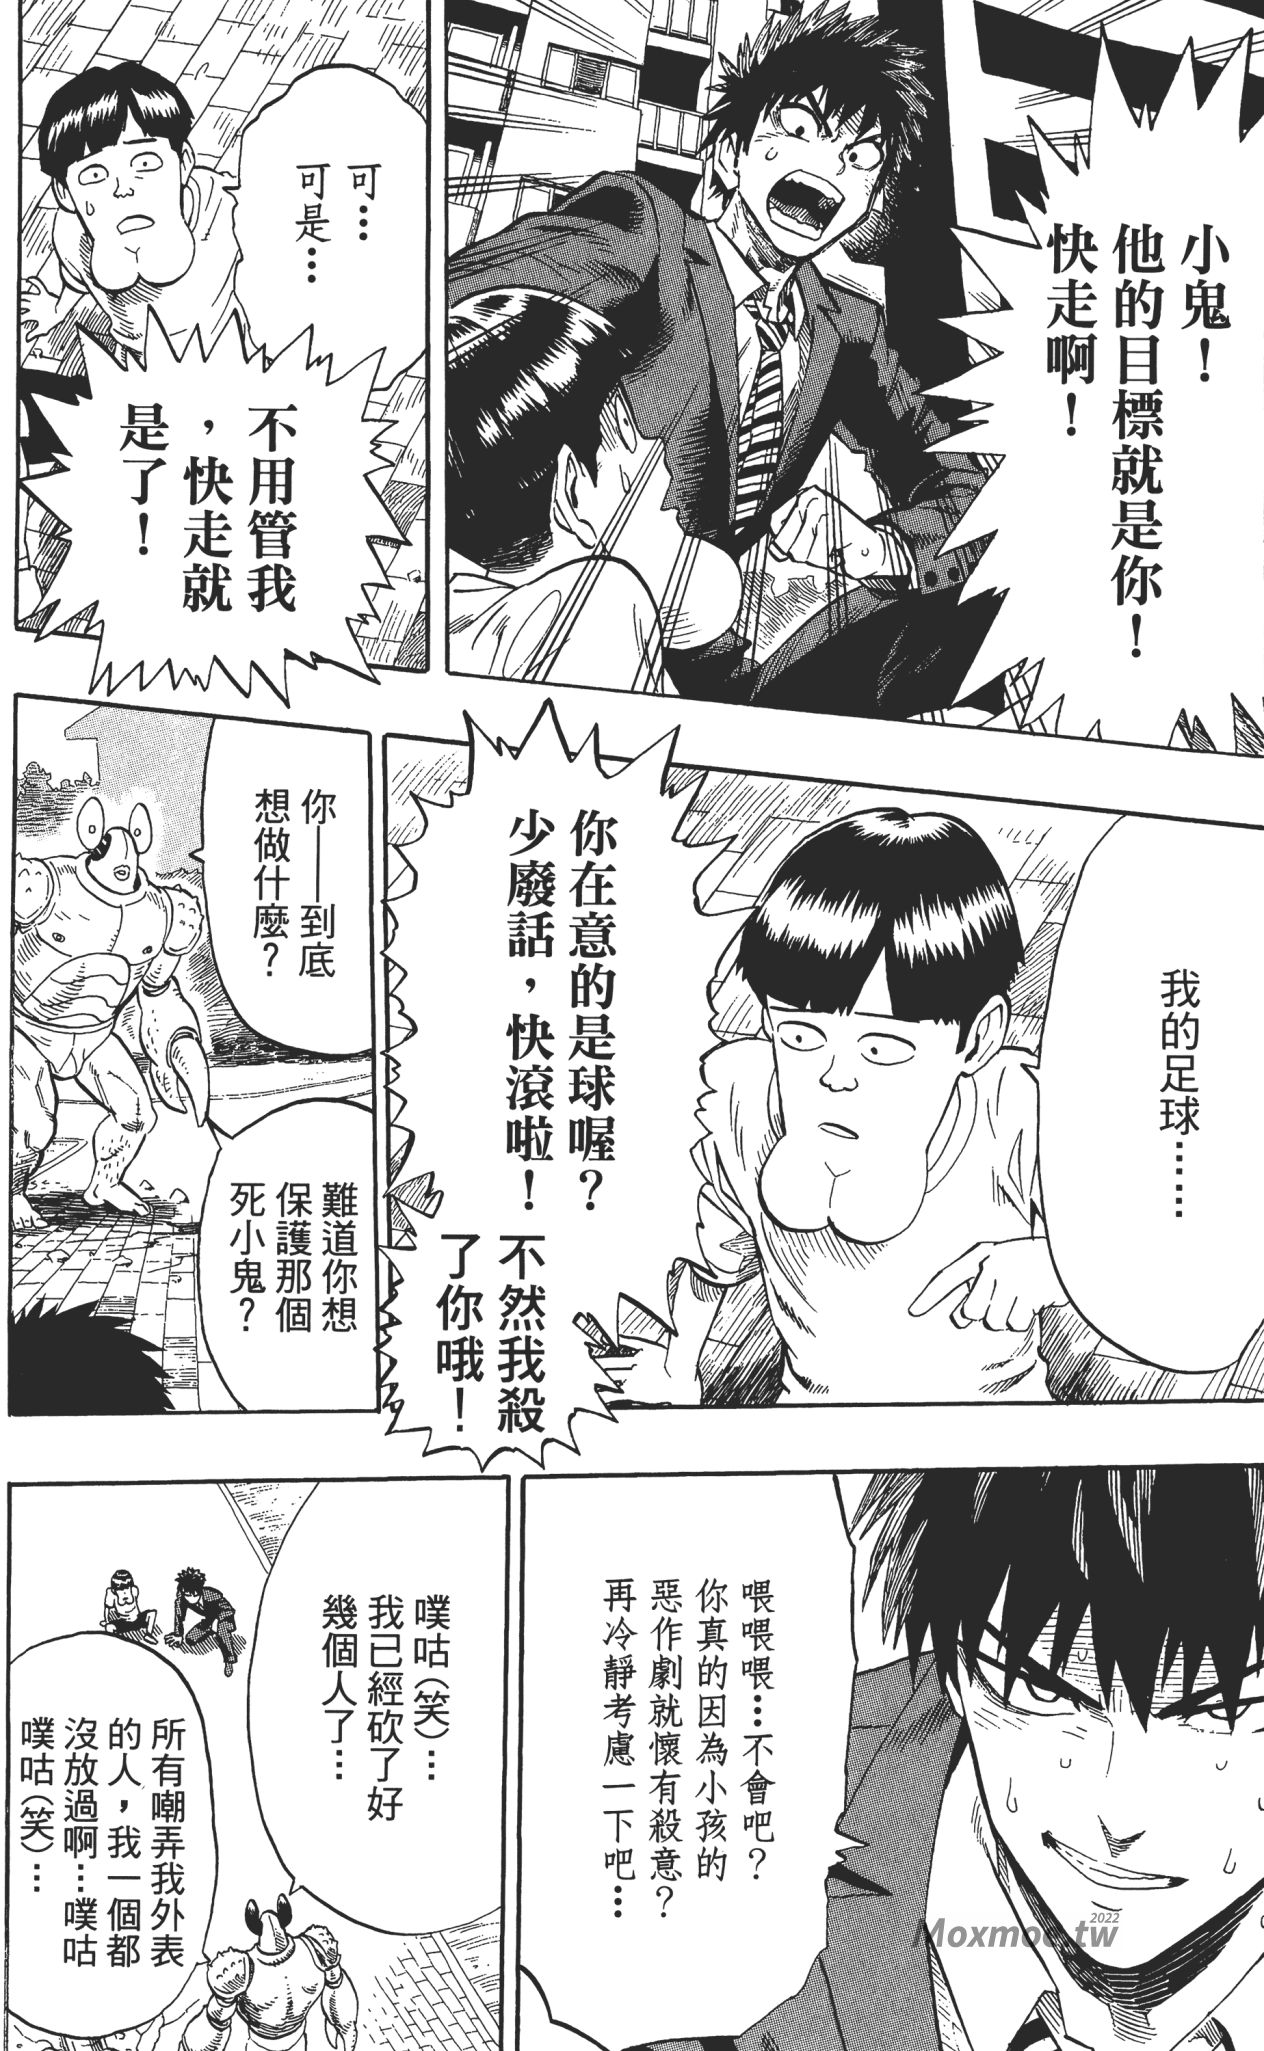 小鬼！
他的目標就是你！
快走啊！
可…
可是…
不用管我
，快走就
是了！
我的足球……
你在意的是球喔？
少廢話，快滾啦！
不然我殺
了你哦！
你——到底
想做什麼？
難道你想
保護那個
死小鬼？
喂喂喂…不會吧？
你真的因為小孩的
惡作劇就懷有殺意？
再冷靜考慮一下吧…
噗咕（笑）…
我已經砍了好
幾個人了…
所有嘲弄我外表
的人，我一個都
沒放過啊…噗咕
噗咕（笑）…
Moxmoe.tw
2022